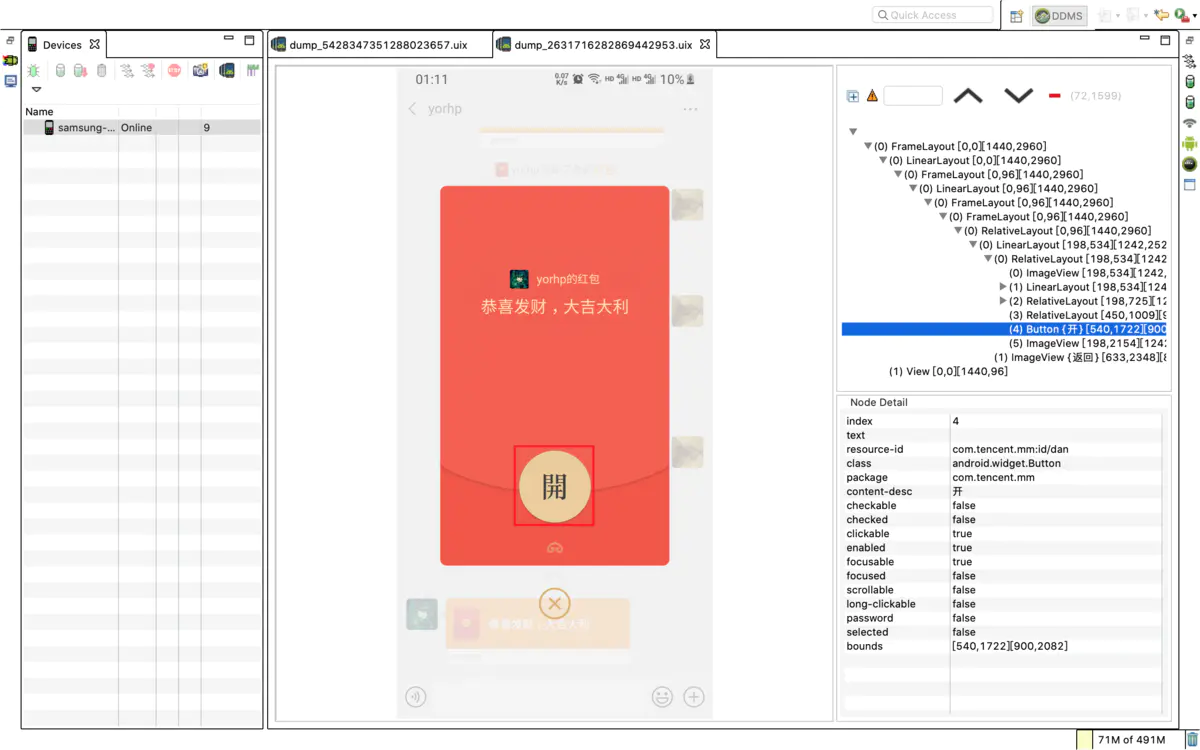 Quick Access
DDMS
Devices
dump_5428347351288023657.uix
dump_2631716282869442953.uix
Name
samsung-... Online 9
01:11
0.07 K/s HD 4G HD 4G 10%
yorhp
yorhp的红包
恭喜发财，大吉大利
開
恭喜发财，大吉大利
(72,1599)
(0) FrameLayout [0,0][1440,2960]
(0) LinearLayout [0,0][1440,2960]
(0) FrameLayout [0,96][1440,2960]
(0) LinearLayout [0,96][1440,2960]
(0) FrameLayout [0,96][1440,2960]
(0) FrameLayout [0,96][1440,2960]
(0) RelativeLayout [0,96][1440,2960]
(0) LinearLayout [198,534][1242,252
(0) RelativeLayout [198,534][1242
(0) ImageView [198,534][1242,
(1) LinearLayout [198,534][124
(2) RelativeLayout [198,725][12
(3) RelativeLayout [450,1009][9
(4) Button {开} [540,1722][900
(5) ImageView [198,2154][124
(1) ImageView {返回} [633,2348][8
(1) View [0,0][1440,96]
Node Detail
index 4
text
resource-id com.tencent.mm:id/dan
class android.widget.Button
package com.tencent.mm
content-desc 开
checkable false
checked false
clickable true
enabled true
focusable true
focused false
scrollable false
long-clickable false
password false
selected false
bounds [540,1722][900,2082]
71M of 491M